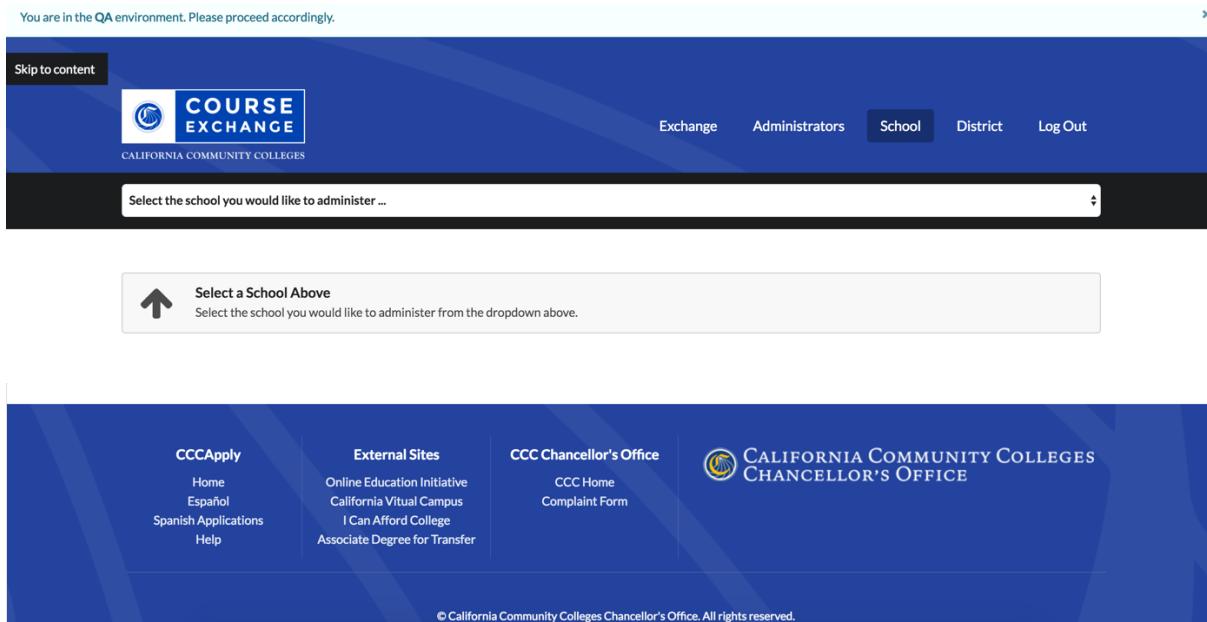 You are in the QA environment. Please proceed accordingly.
×
Skip to content
COURSE
EXCHANGE
CALIFORNIA COMMUNITY COLLEGES
Exchange
Administrators
School
District
Log Out
Select the school you would like to administer ...
Select a School Above
Select the school you would like to administer from the dropdown above.
CCCApply
Home
Español
Spanish Applications
Help
External Sites
Online Education Initiative
California Vitual Campus
I Can Afford College
Associate Degree for Transfer
CCC Chancellor's Office
CCC Home
Complaint Form
CALIFORNIA COMMUNITY COLLEGES
CHANCELLOR'S OFFICE
© California Community Colleges Chancellor's Office. All rights reserved.